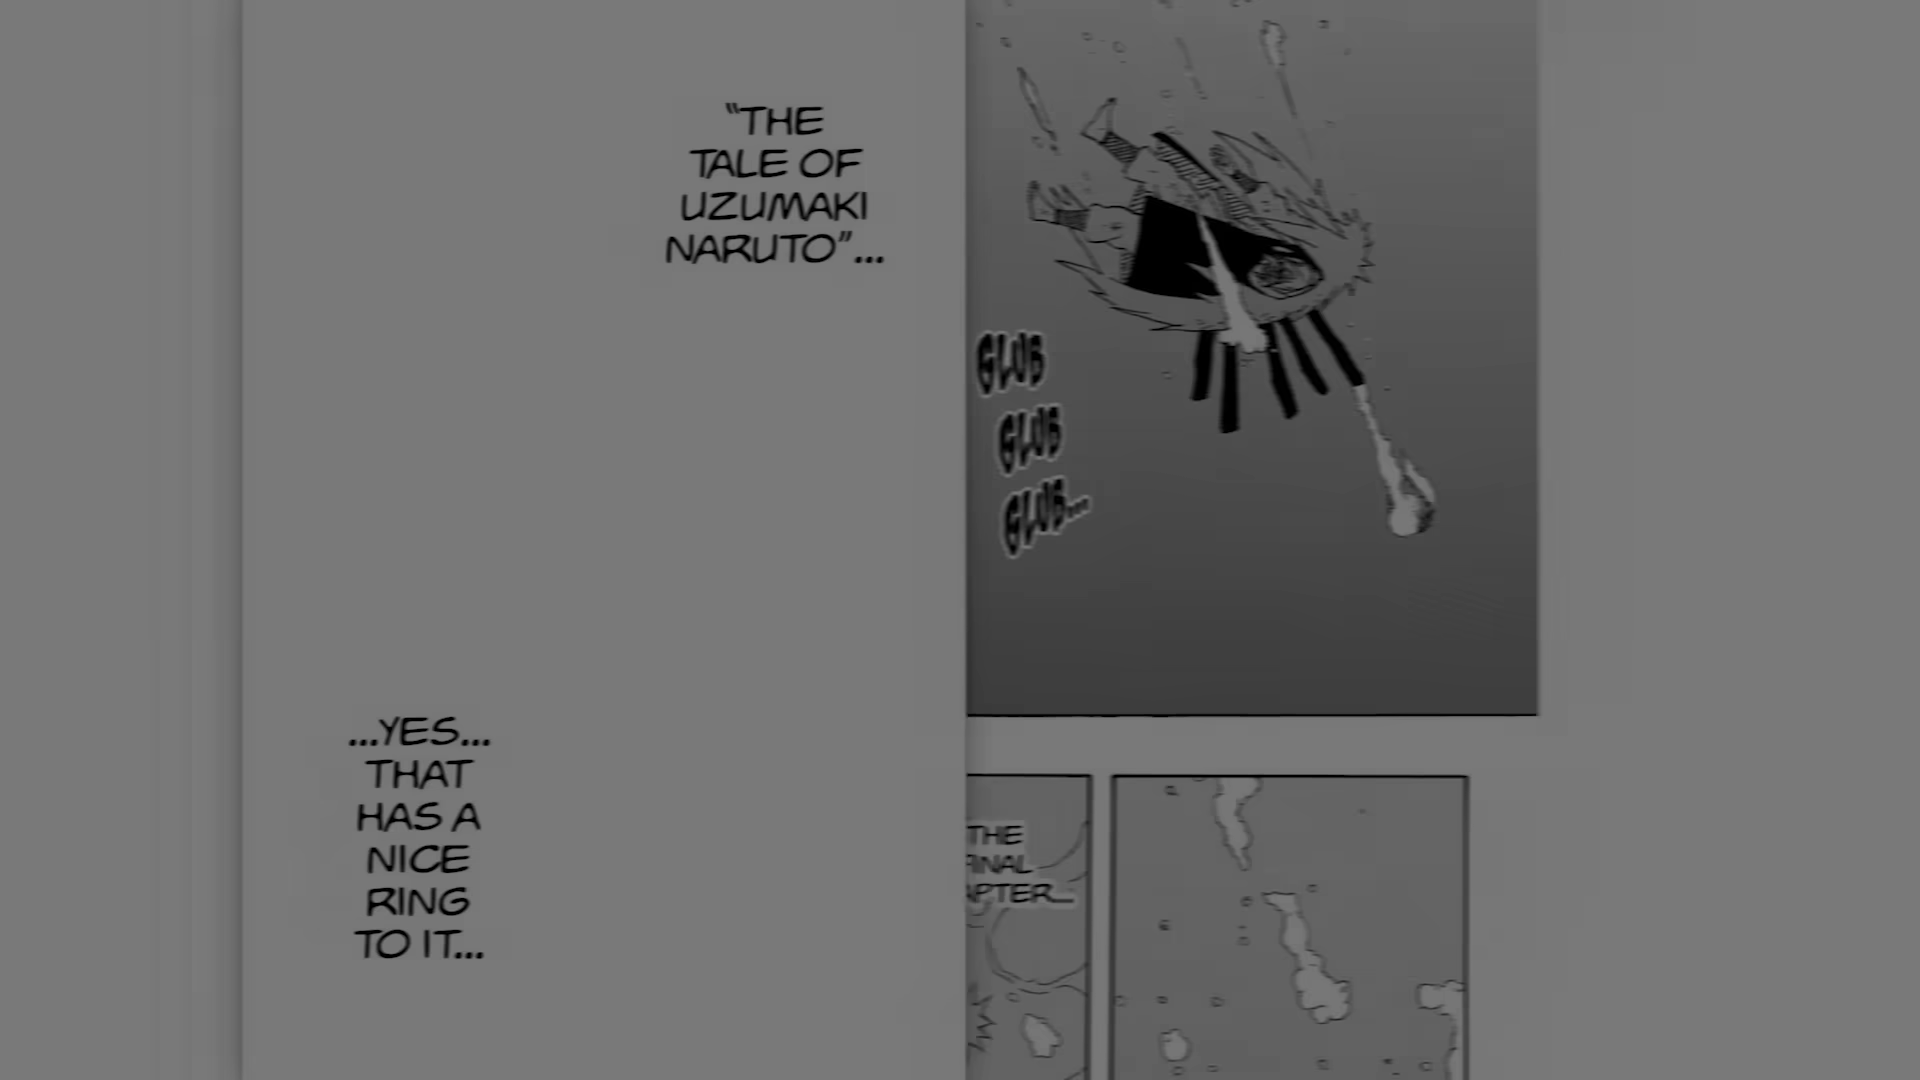 “THE
TALE OF
UZUMAKI
NARUTO”...
...YES...
THAT
HAS A
NICE
RING
TO IT...
GLUB
GLUB
GLUB...
THE